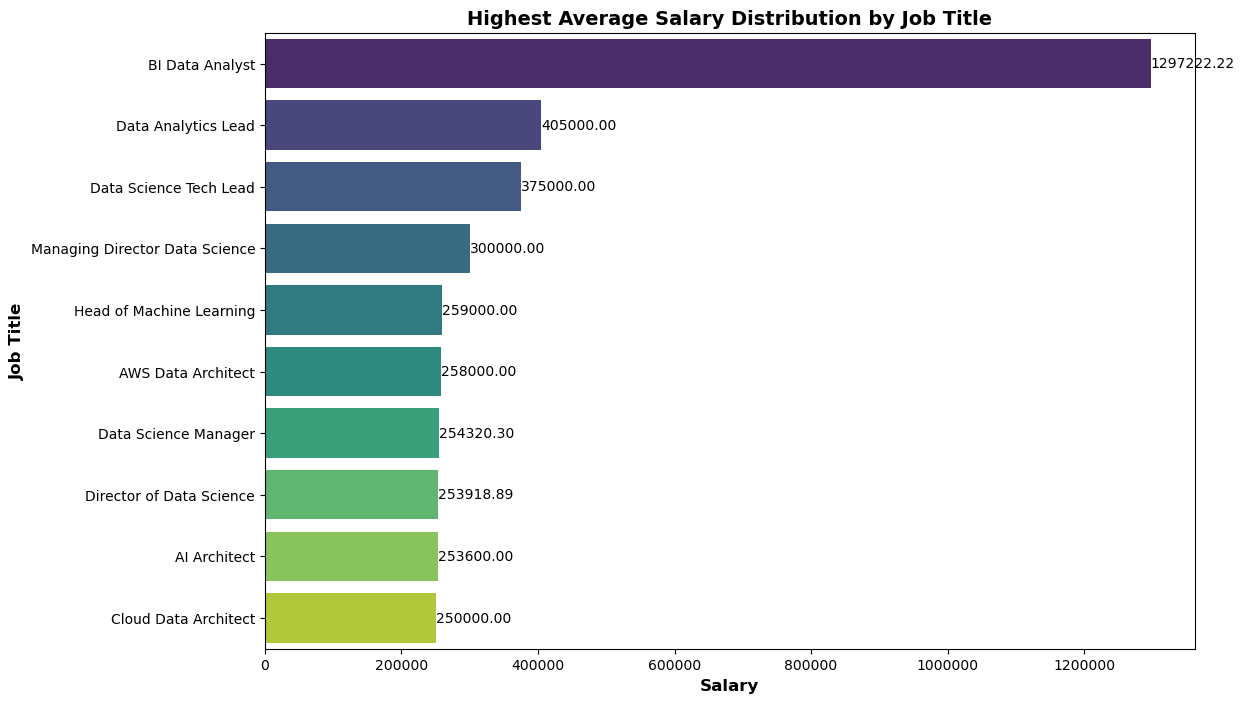 Highest Average Salary Distribution by Job Title
BI Data Analyst 1297222.22
Data Analytics Lead 405000.00
Data Science Tech Lead 375000.00
Managing Director Data Science 300000.00
Head of Machine Learning 259000.00
AWS Data Architect 258000.00
Data Science Manager 254320.30
Director of Data Science 253918.89
AI Architect 253600.00
Cloud Data Architect 250000.00
Job Title
0 200000 400000 600000 800000 1000000 1200000
Salary